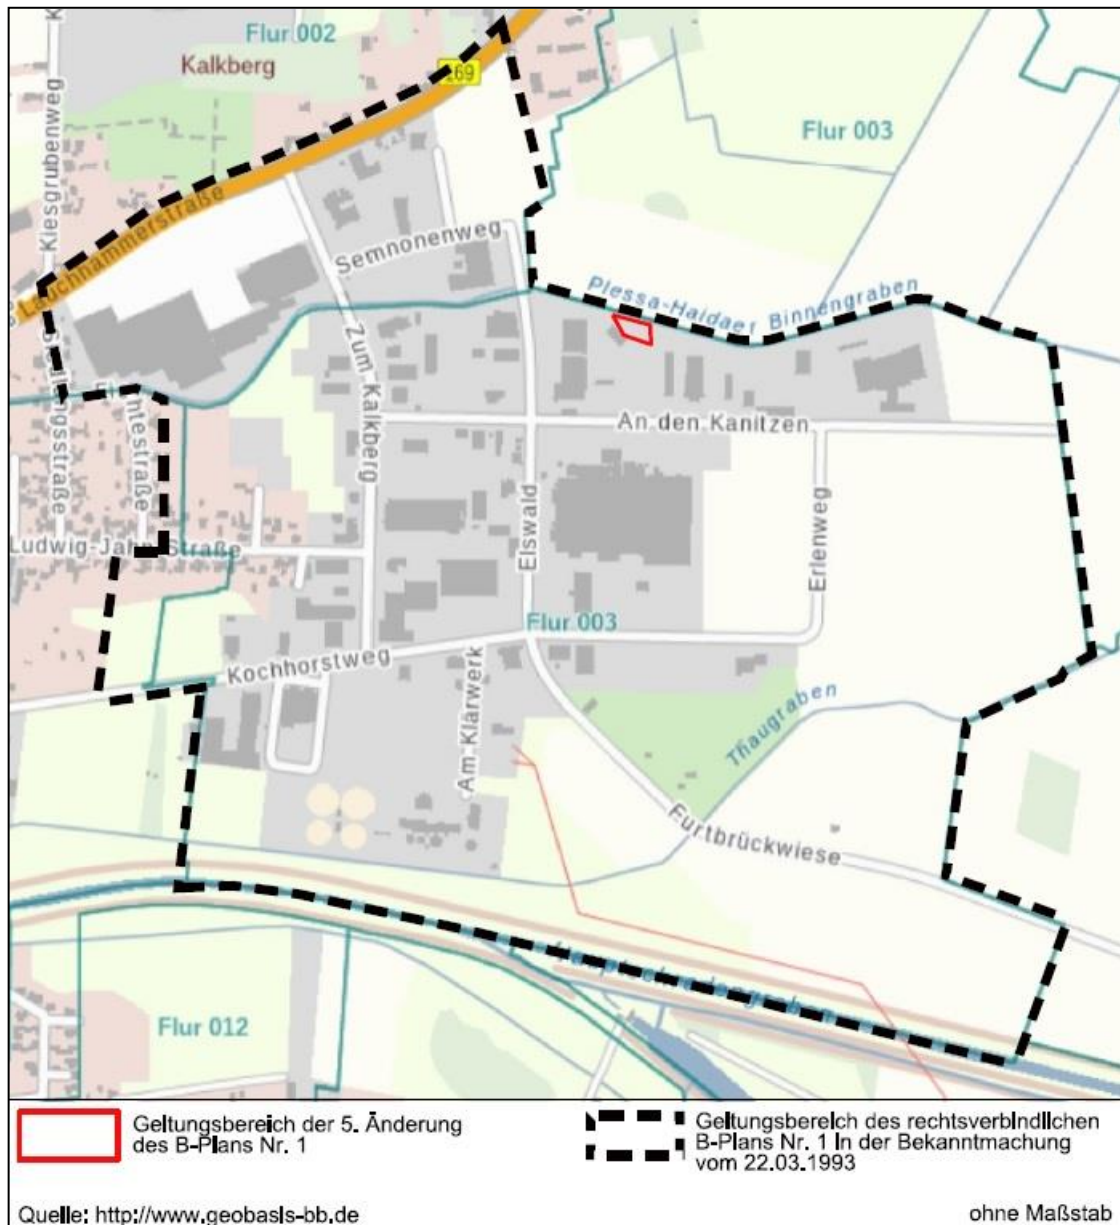 Flur 002
Kalkberg
169
Kiesgrubenweg
Flur 003
Lauchhammerstraße
Semnonenweg
Plessa-Haidaer Binnengraben
Zum Kalkberg
An den Kanitzen
Elswald
Erlenweg
Ludwig-Jahn-Straße
Flur 003
Kochhorstweg
Am Klärwerk
Thaugraben
Furtbrückwiese
Flur 012
Geltungsbereich der 5. Änderung
des B-Plans Nr. 1
Geltungsbereich des rechtsverbindlichen
B-Plans Nr. 1 in der Bekanntmachung
vom 22.03.1993
Quelle: http://www.geobasis-bb.de
ohne Maßstab